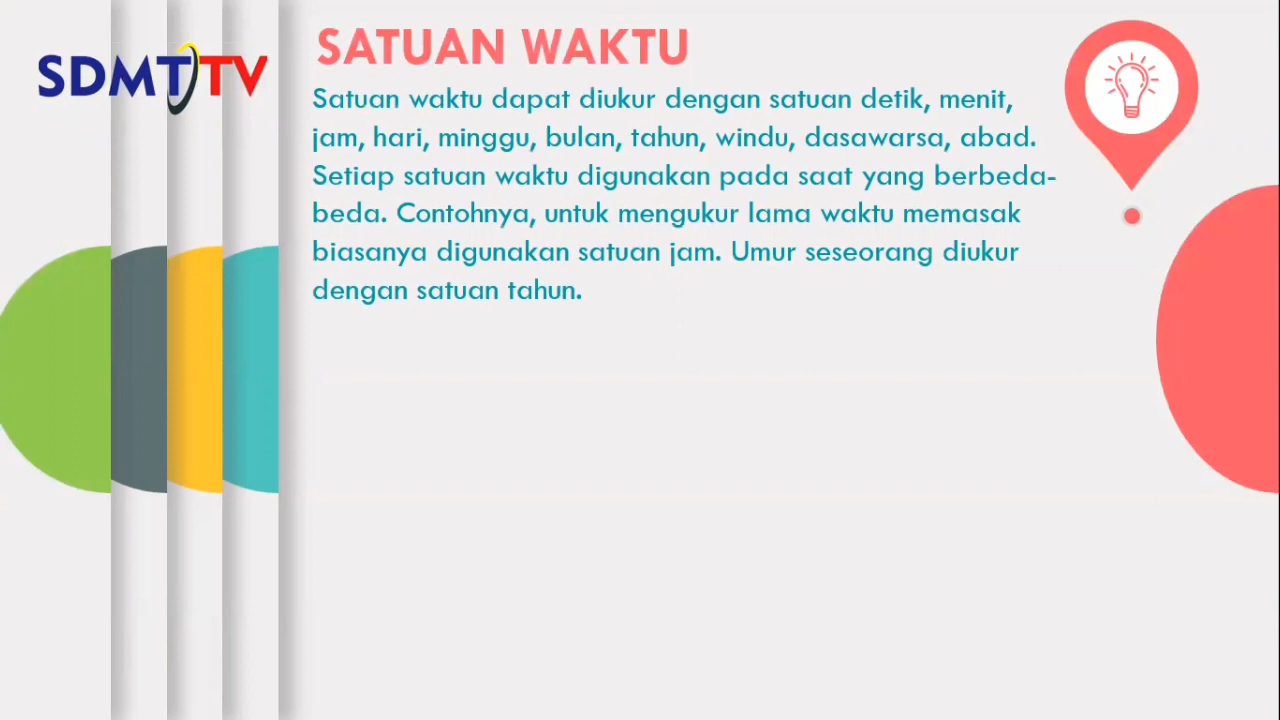 SDMT TV
SATUAN WAKTU
Satuan waktu dapat diukur dengan satuan detik, menit,
jam, hari, minggu, bulan, tahun, windu, dasawarsa, abad.
Setiap satuan waktu digunakan pada saat yang berbeda-
beda. Contohnya, untuk mengukur lama waktu memasak
biasanya digunakan satuan jam. Umur seseorang diukur
dengan satuan tahun.